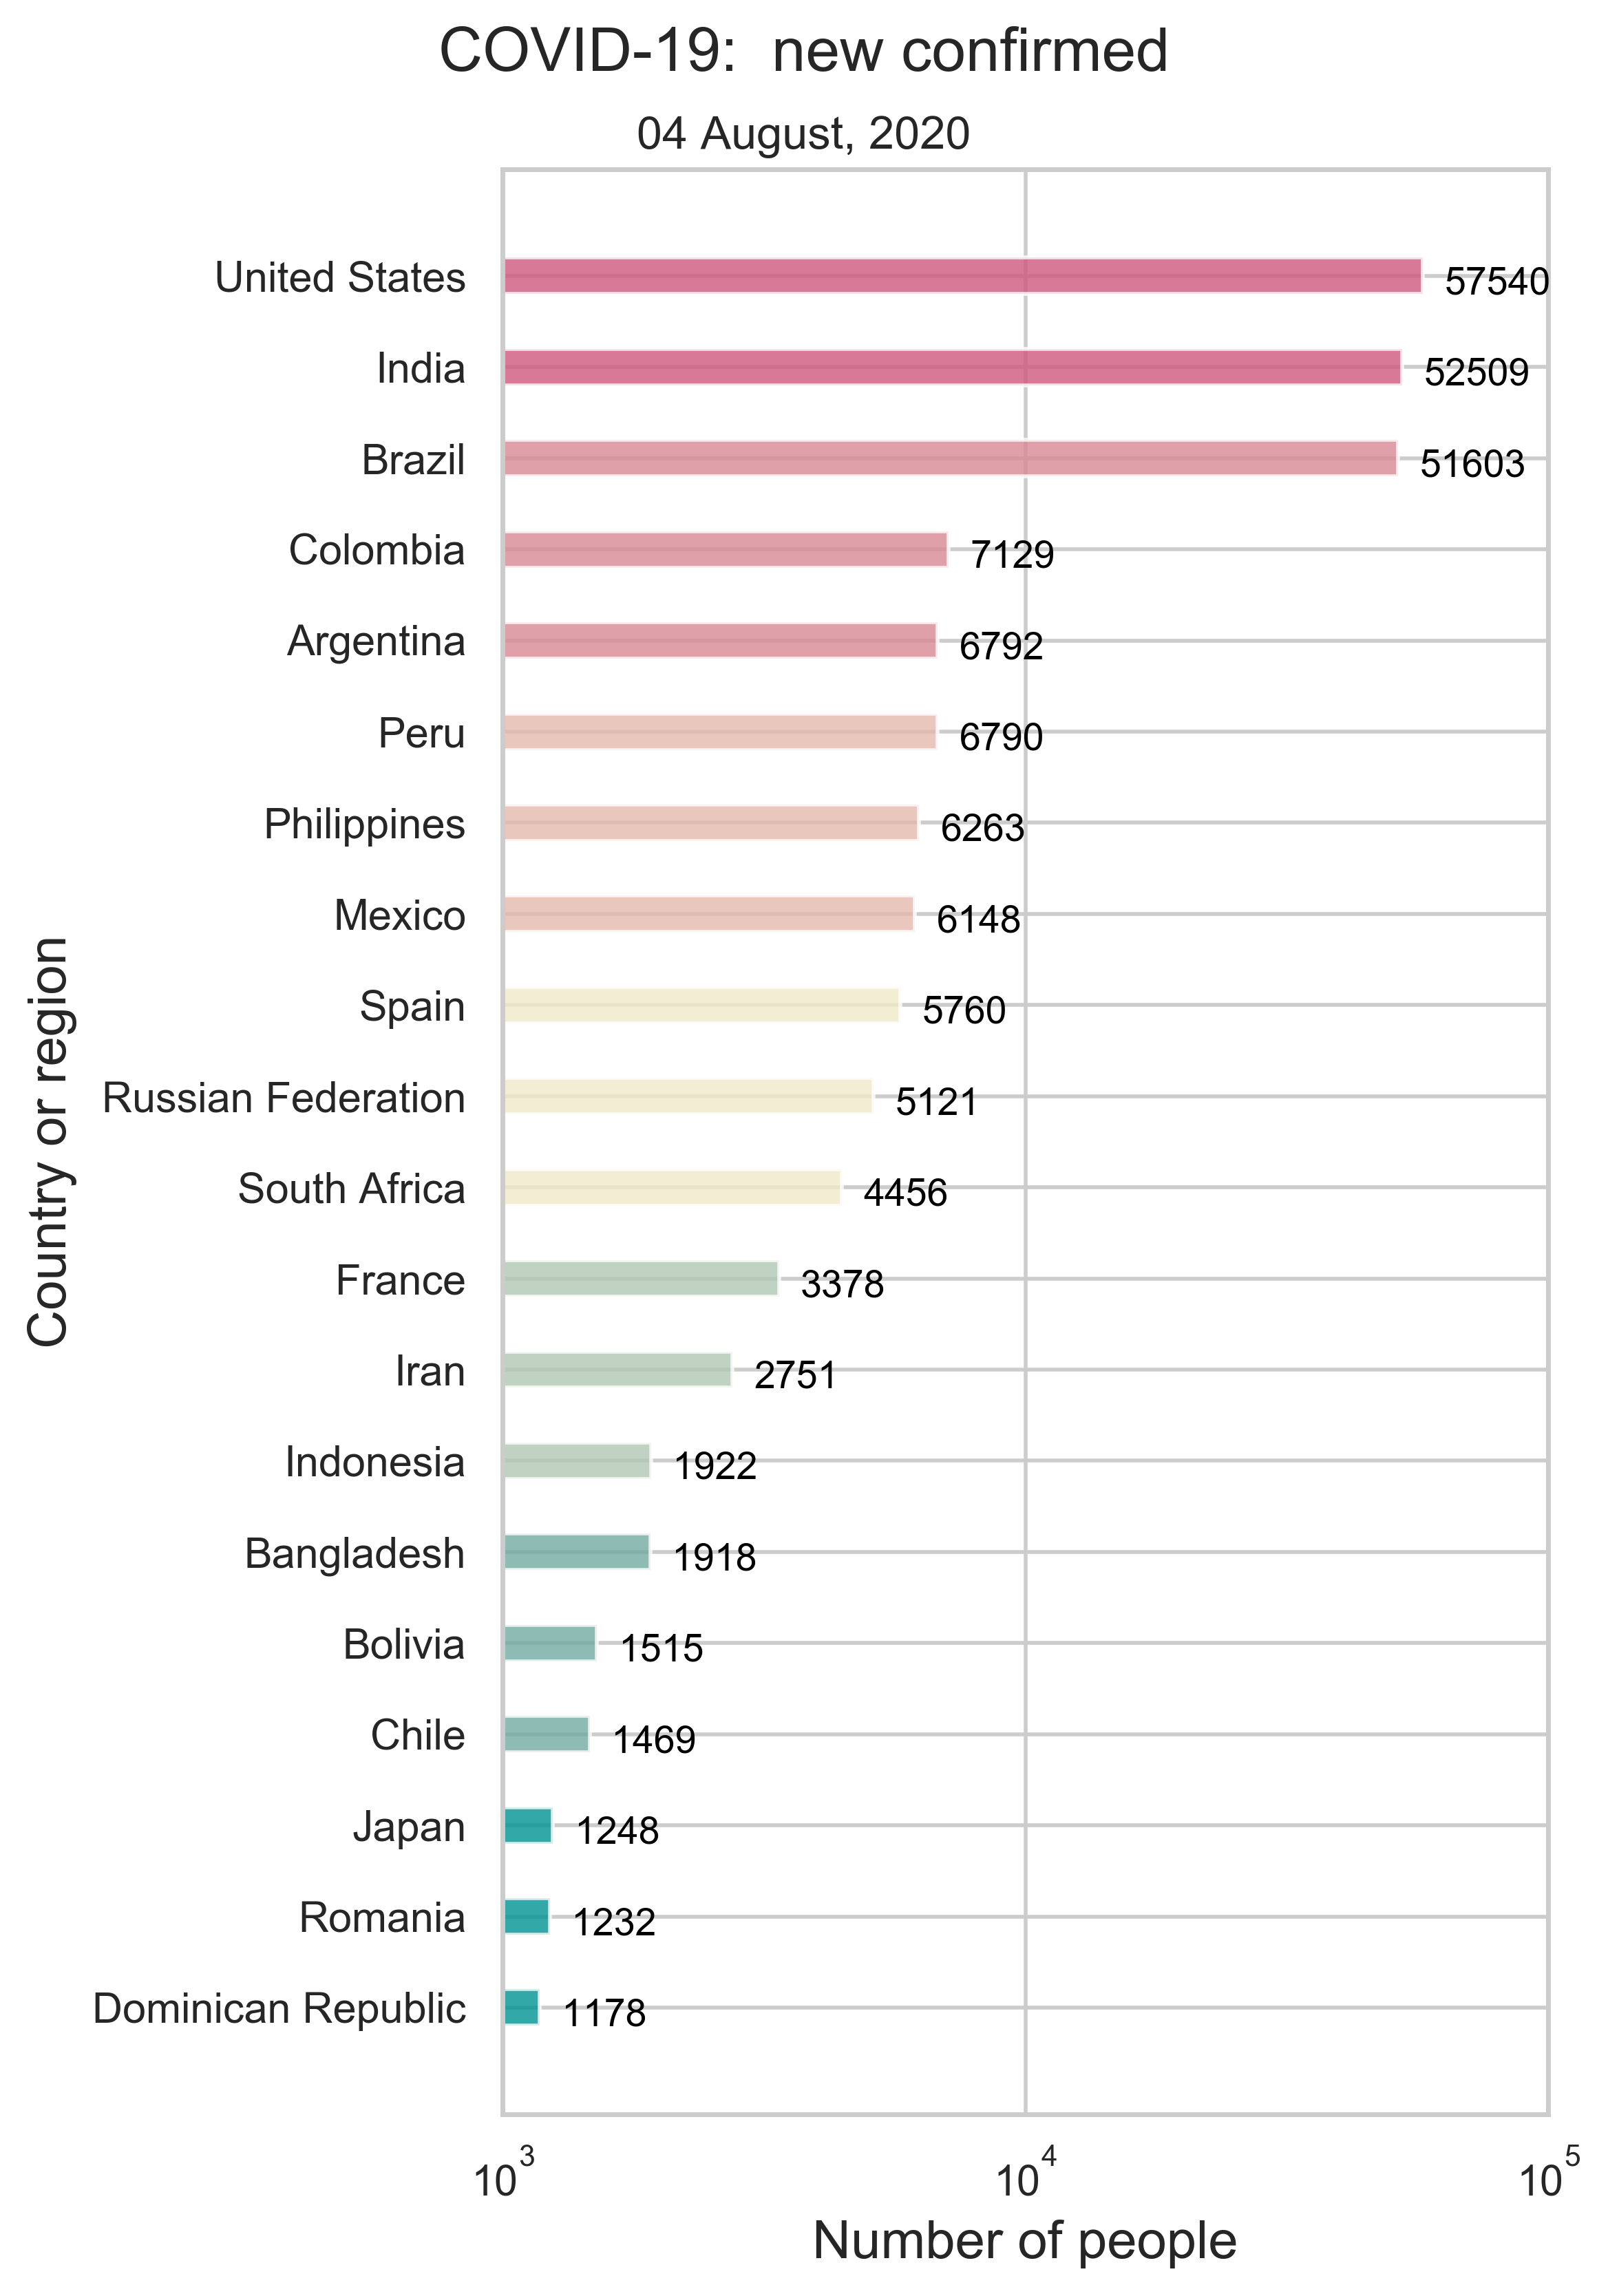 COVID-19:  new confirmed
04 August, 2020
Country or region
United States 57540
India 52509
Brazil 51603
Colombia 7129
Argentina 6792
Peru 6790
Philippines 6263
Mexico 6148
Spain 5760
Russian Federation 5121
South Africa 4456
France 3378
Iran 2751
Indonesia 1922
Bangladesh 1918
Bolivia 1515
Chile 1469
Japan 1248
Romania 1232
Dominican Republic 1178
10³ 10⁴ 10⁵
Number of people